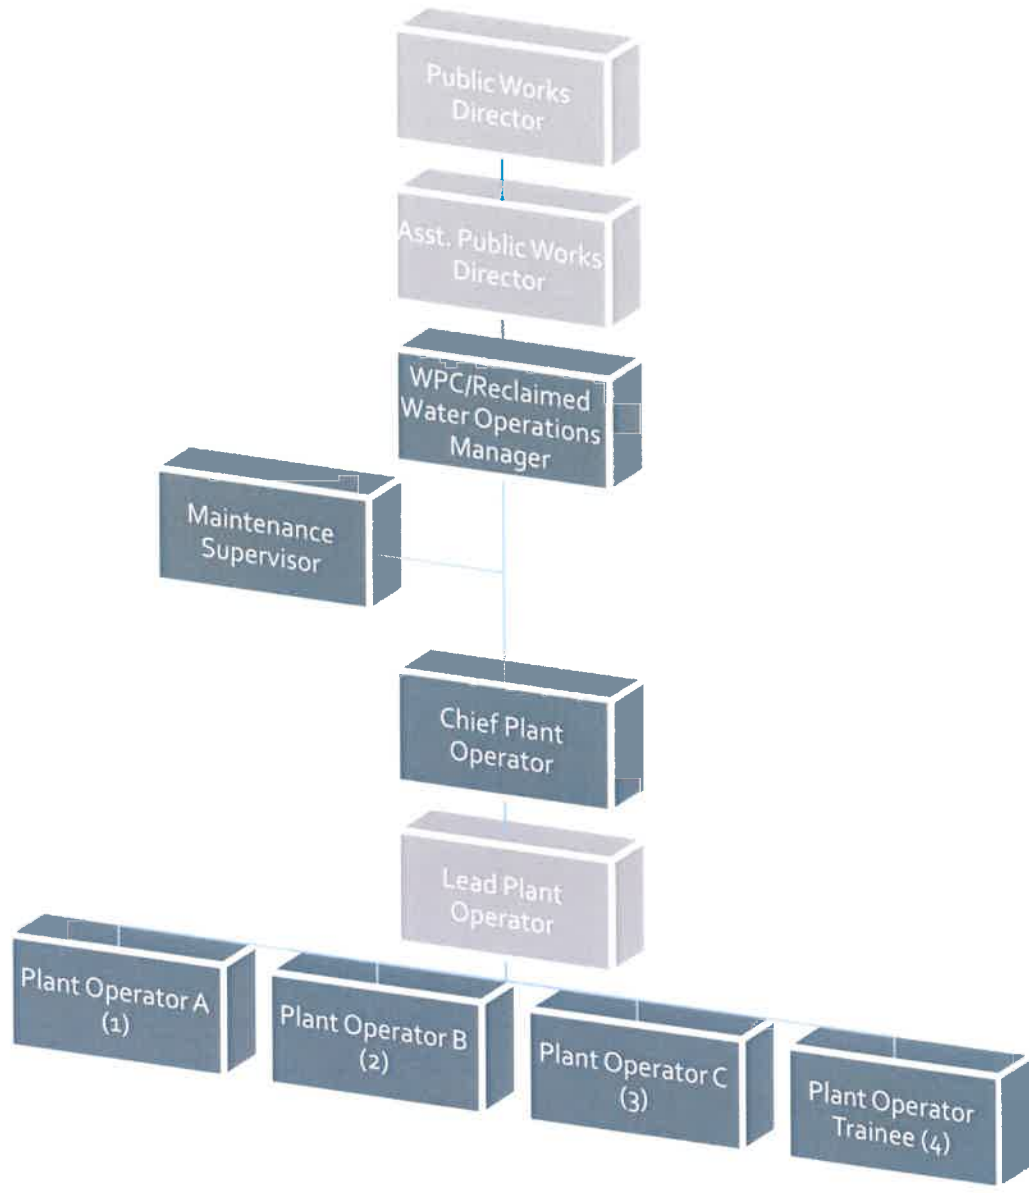 Public Works
Director
Asst. Public Works
Director
WPC/Reclaimed
Water Operations
Manager
Maintenance
Supervisor
Chief Plant
Operator
Lead Plant
Operator
Plant Operator A
(1)
Plant Operator B
(2)
Plant Operator C
(3)
Plant Operator
Trainee (4)